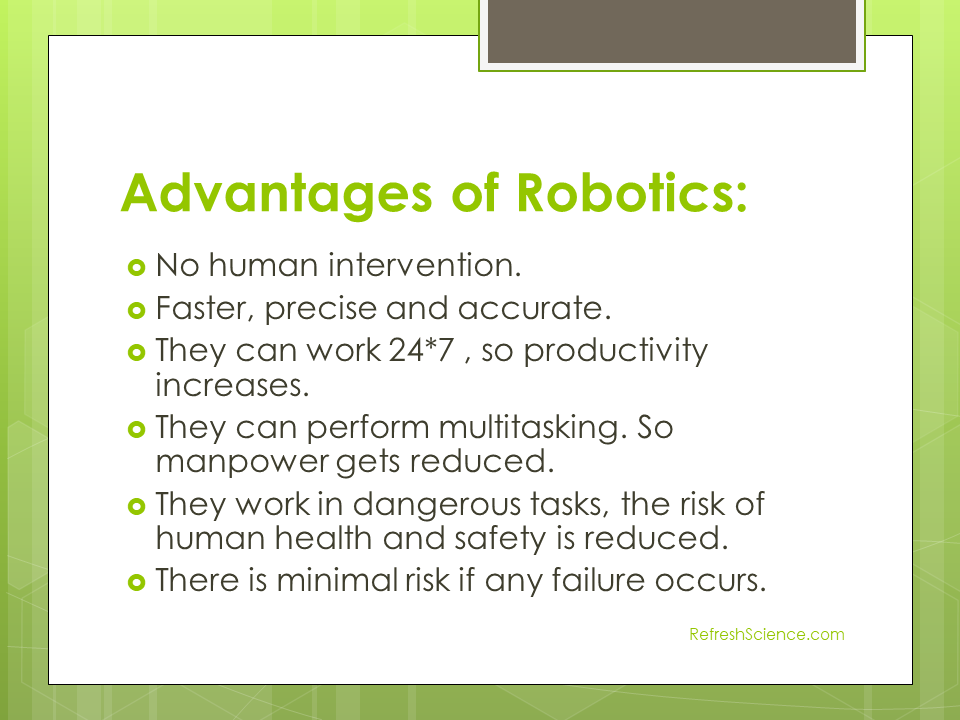 Advantages of Robotics:
No human intervention.
Faster, precise and accurate.
They can work 24*7 , so productivity
increases.
They can perform multitasking. So
manpower gets reduced.
They work in dangerous tasks, the risk of
human health and safety is reduced.
There is minimal risk if any failure occurs.
RefreshScience.com